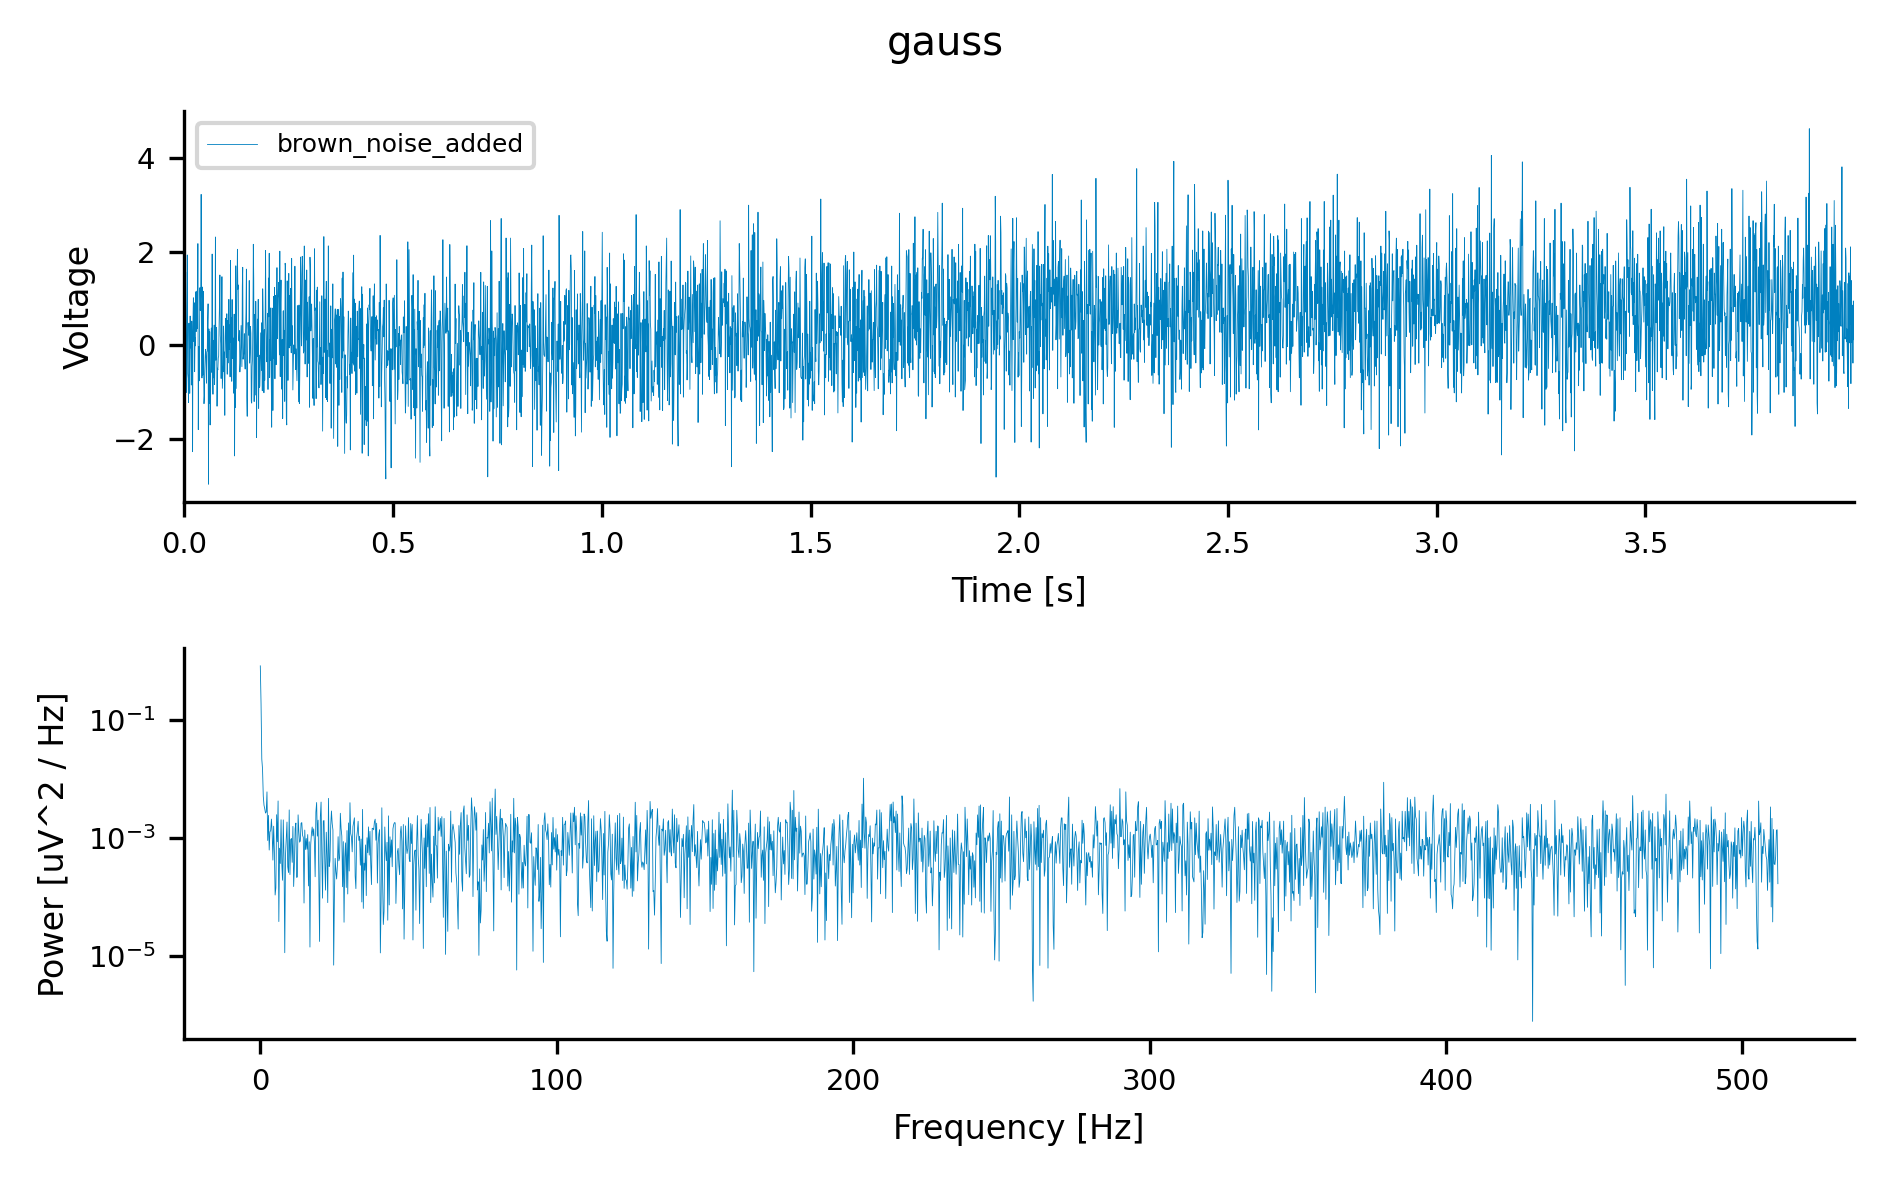 gauss
brown_noise_added
Voltage
4
2
0
−2
0.0 0.5 1.0 1.5 2.0 2.5 3.0 3.5
Time [s]
Power [uV^2 / Hz]
10⁻¹
10⁻³
10⁻⁵
0 100 200 300 400 500
Frequency [Hz]